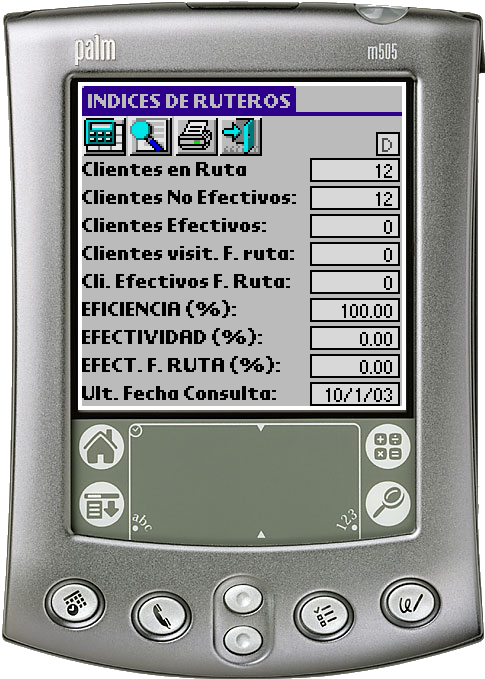 palm
m505
INDICES DE RUTEROS
D
Clientes en Ruta 12
Clientes No Efectivos: 12
Clientes Efectivos: 0
Clientes visit. F. ruta: 0
Cli. Efectivos F. Ruta: 0
EFICIENCIA (%): 100.00
EFECTIVIDAD (%): 0.00
EFECT. F. RUTA (%): 0.00
Ult. Fecha Consulta: 10/1/03
abc
123